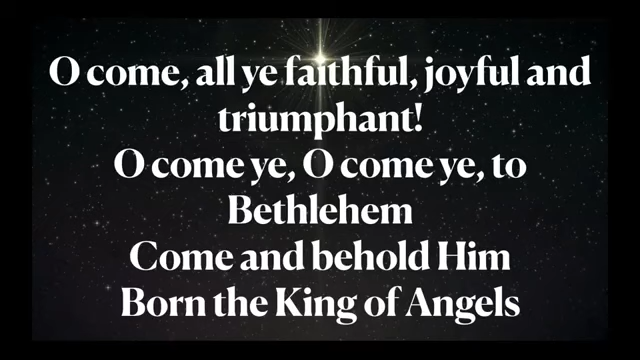 O come, all ye faithful, joyful and
triumphant!
O come ye, O come ye, to
Bethlehem
Come and behold Him
Born the King of Angels